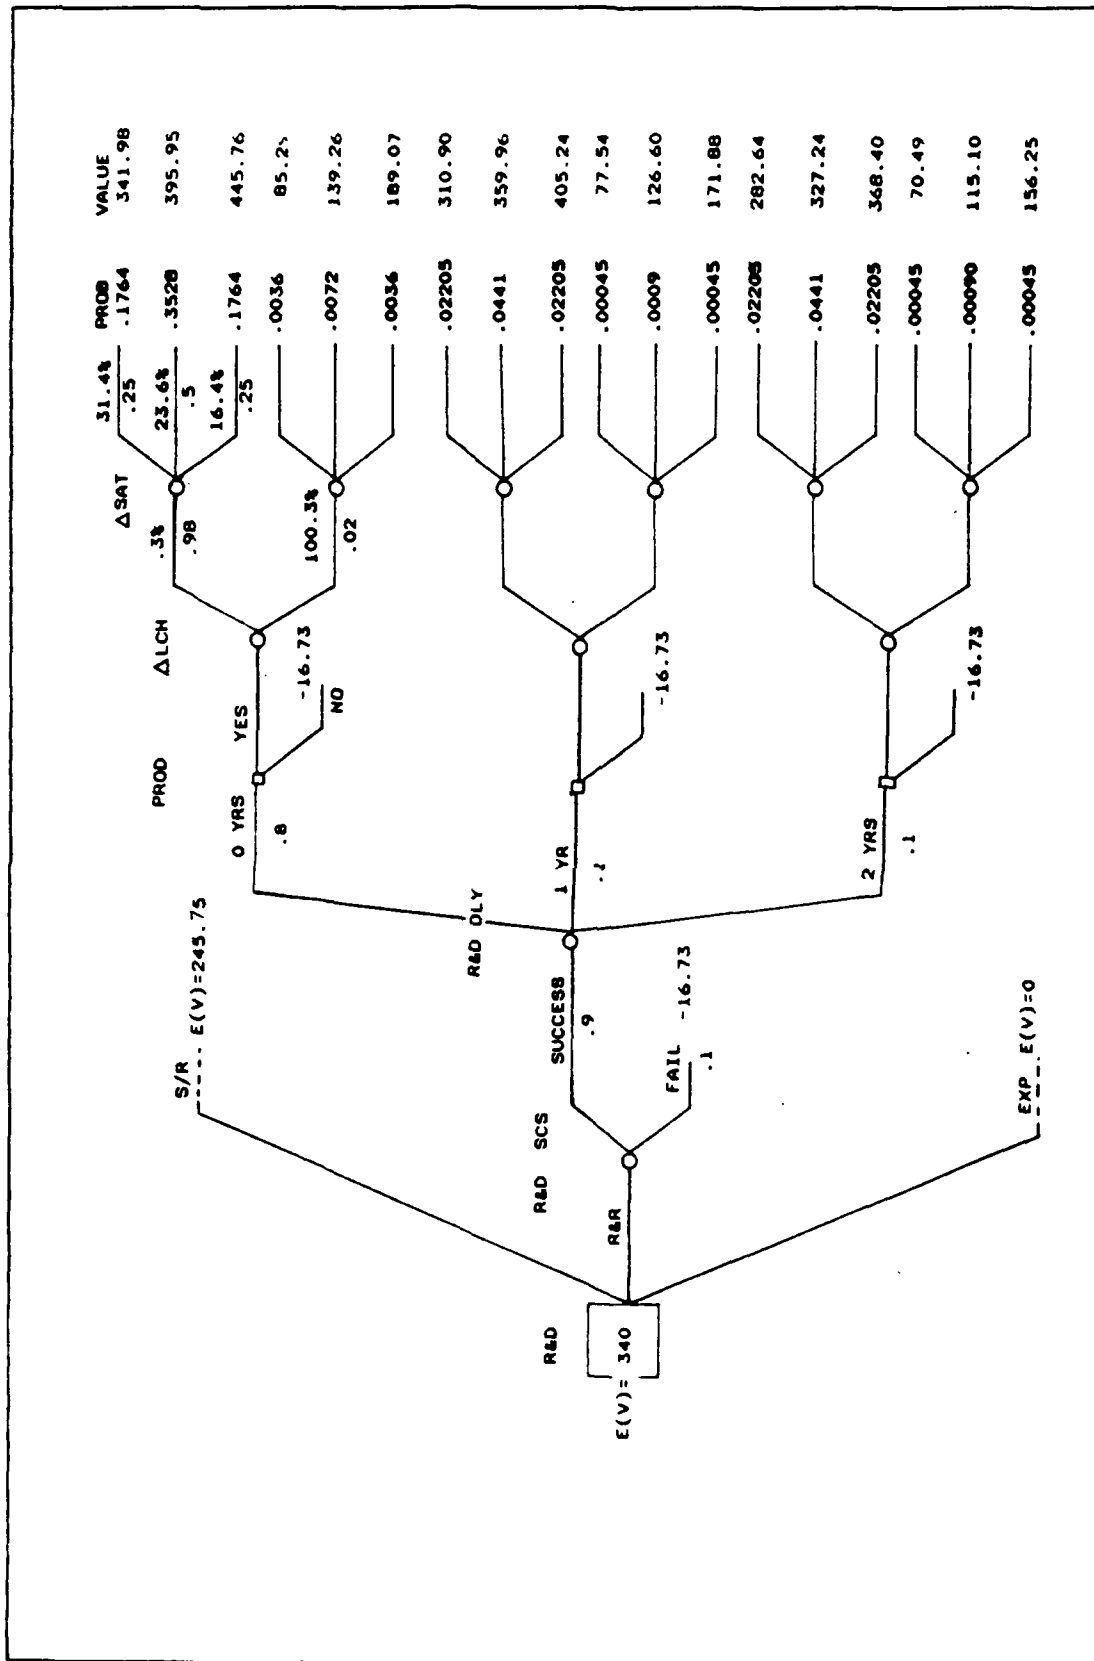 ΔSAT
PROB
VALUE
31.4%
.25
.1764
341.98
23.6%
.5
.3528
395.95
16.4%
.25
.1764
445.76
.0036
.0072
139.26
.0036
189.07
.02205
310.90
.0441
359.96
.02205
405.24
.00045
77.54
.0009
126.60
.00045
171.88
.02205
282.64
.0441
327.24
.02205
368.40
.00045
70.49
.00090
115.10
.00045
156.25
ΔLCH
.3%
.98
100.3%
.02
PROD
YES
-16.73
NO
-16.73
-16.73
R&D DLY
0 YRS
.8
1 YR
.1
2 YRS
.1
S/R
E(V)=245.75
R&D SCS
SUCCESS
.9
FAIL -16.73
.1
R&R
EXP E(V)=0
R&D
E(V)= 340